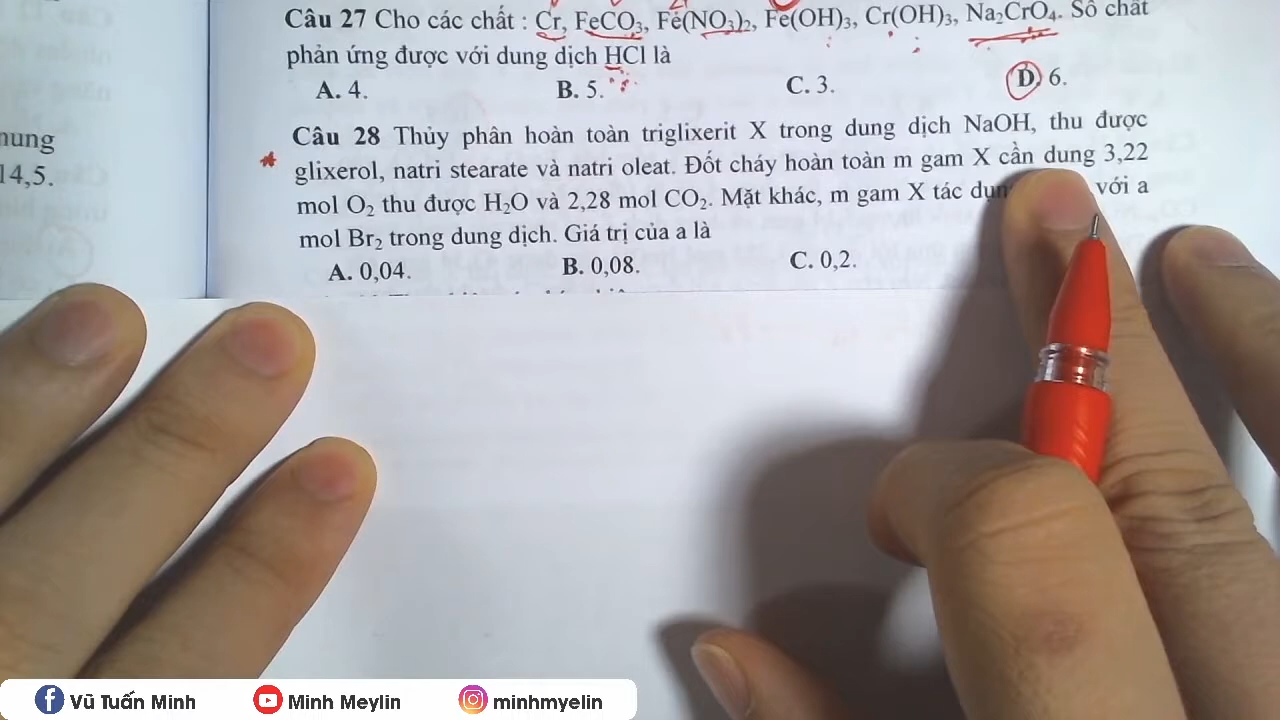 Câu 27 Cho các chất : Cr, FeCO₃, Fe(NO₃)₂, Fe(OH)₃, Cr(OH)₃, Na₂CrO₄. Số chất
phản ứng được với dung dịch HCl là
A. 4. B. 5. C. 3. D. 6.
Câu 28 Thủy phân hoàn toàn triglixerit X trong dung dịch NaOH, thu được
14,5.
glixerol, natri stearate và natri oleat. Đốt cháy hoàn toàn m gam X cần dung 3,22
mol O₂ thu được H₂O và 2,28 mol CO₂. Mặt khác, m gam X tác với a
mol Br₂ trong dung dịch. Giá trị của a là
A. 0,04. B. 0,08. C. 0,2.
Vũ Tuấn Minh Minh Meylin minhmyelin